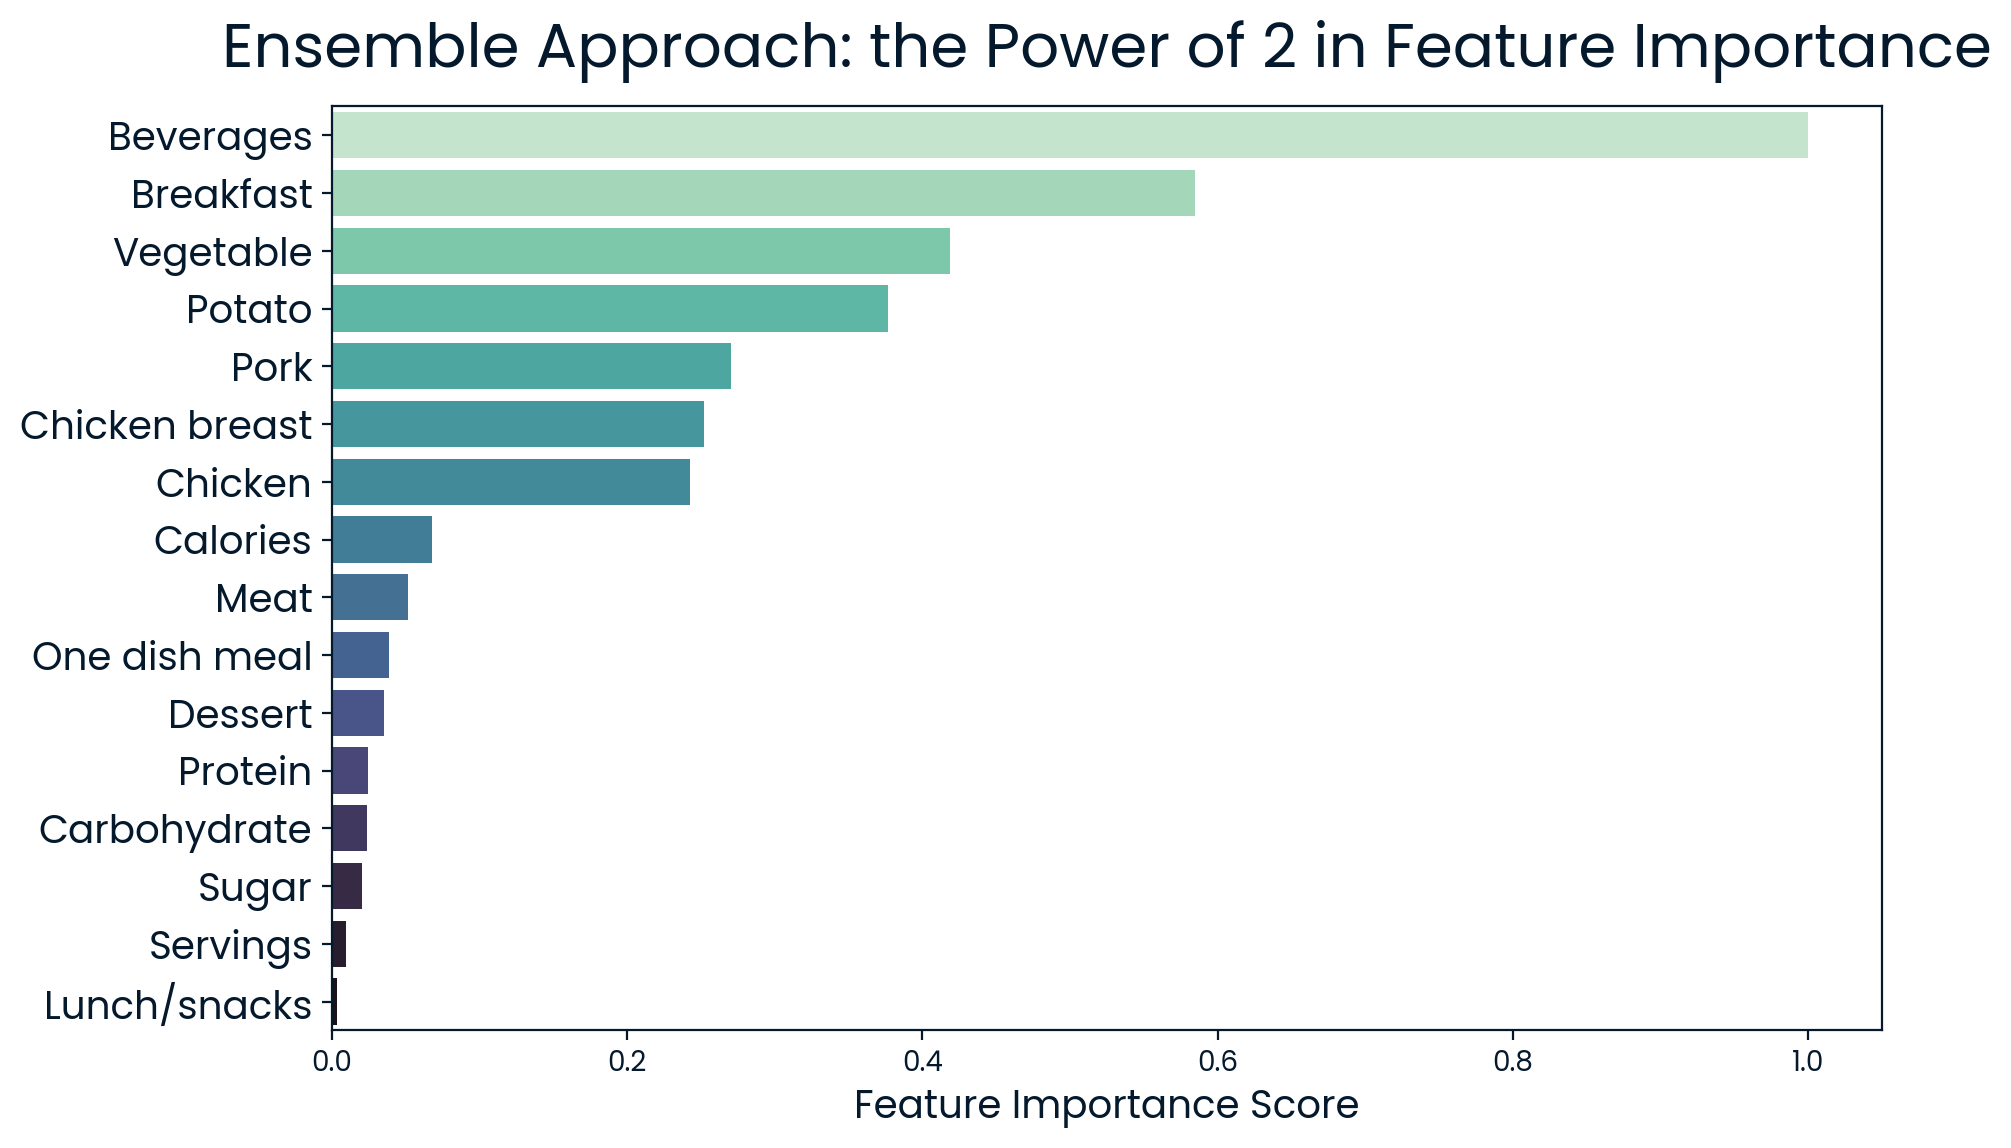 Ensemble Approach: the Power of 2 in Feature Importance
Beverages
Breakfast
Vegetable
Potato
Pork
Chicken breast
Chicken
Calories
Meat
One dish meal
Dessert
Protein
Carbohydrate
Sugar
Servings
Lunch/snacks
0.0 0.2 0.4 0.6 0.8 1.0
Feature Importance Score